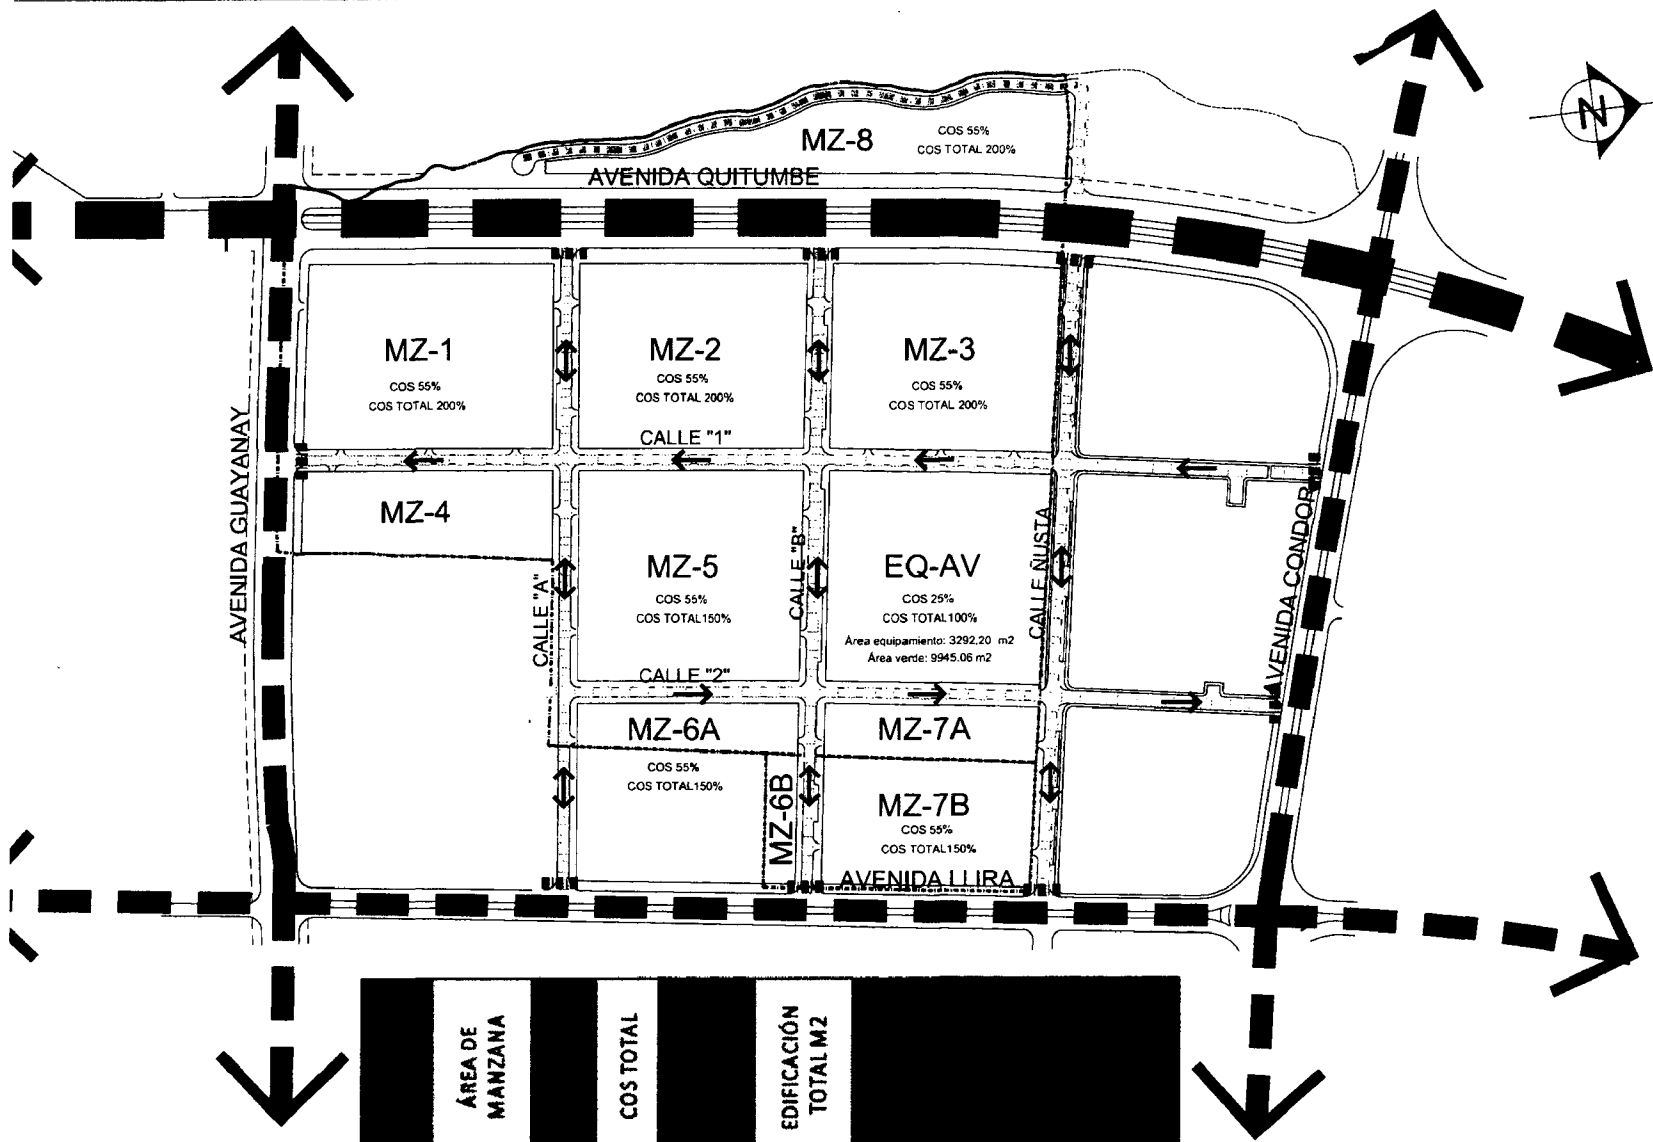 MZ-8
COS 55%
COS TOTAL 200%
N
AVENIDA QUITUMBE
MZ-1
COS 55%
COS TOTAL 200%
MZ-2
COS 55%
COS TOTAL 200%
MZ-3
COS 55%
COS TOTAL 200%
AVENIDA GUAYANAY
CALLE "1"
MZ-4
CALLE "A"
MZ-5
COS 55%
COS TOTAL150%
CALLE "B"
EQ-AV
COS 25%
COS TOTAL100%
Área equipamiento: 3292,20 m2
Área verde: 9945.06 m2
CALLE ÑUSTA
AVENIDA CONDOR
CALLE "2"
MZ-6A
COS 55%
COS TOTAL150%
MZ-6B
MZ-7A
MZ-7B
COS 55%
COS TOTAL150%
AVENIDA LLIRA
ÁREA DE
MANZANA
COS TOTAL
EDIFICACIÓN
TOTAL M2